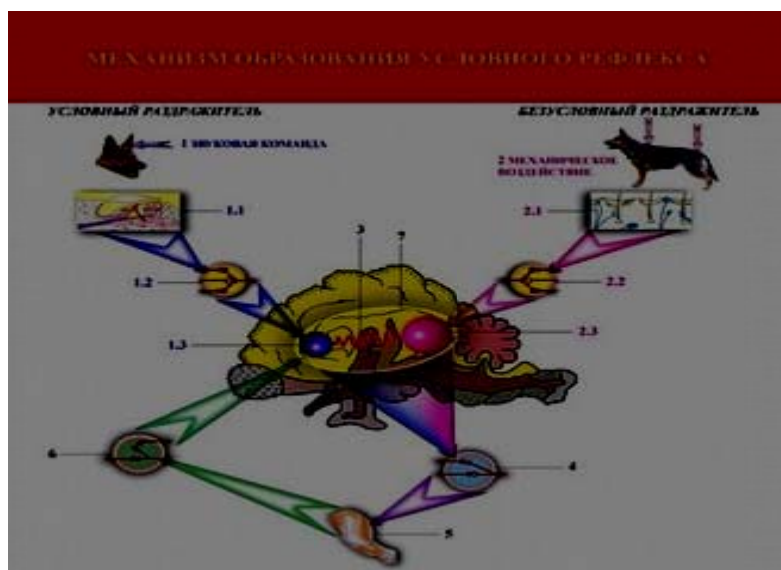 МЕХАНИЗМ ОБРАЗОВАНИЯ УСЛОВНОГО РЕФЛЕКСА
УСЛОВНЫЙ РАЗДРАЖИТЕЛЬ
БЕЗУСЛОВНЫЙ РАЗДРАЖИТЕЛЬ
1 ЗВУКОВАЯ КОМАНДА
2 МЕХАНИЧЕСКОЕ
ВОЗДЕЙСТВИЕ
1.1
2.1
3
7
1.2
2.2
1.3
2.3
6
4
5